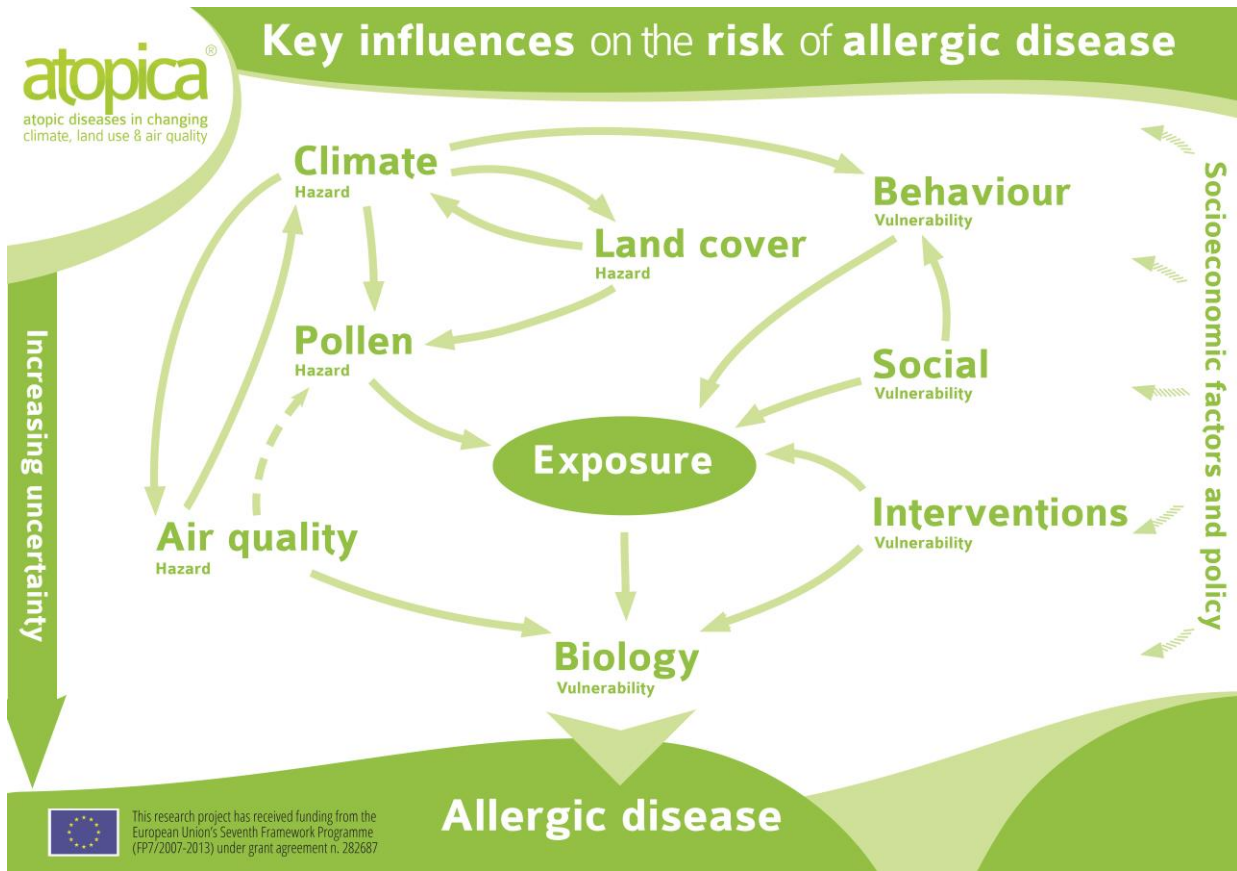 Key influences on the risk of allergic disease
atopica®
atopic diseases in changing
climate, land use & air quality
Climate
Hazard
Behaviour
Vulnerability
Land cover
Hazard
Pollen
Hazard
Social
Vulnerability
Exposure
Interventions
Vulnerability
Air quality
Hazard
Biology
Vulnerability
Increasing uncertainty
Socioeconomic factors and policy
Allergic disease
This research project has received funding from the
European Union's Seventh Framework Programme
(FP7/2007-2013) under grant agreement n. 282687